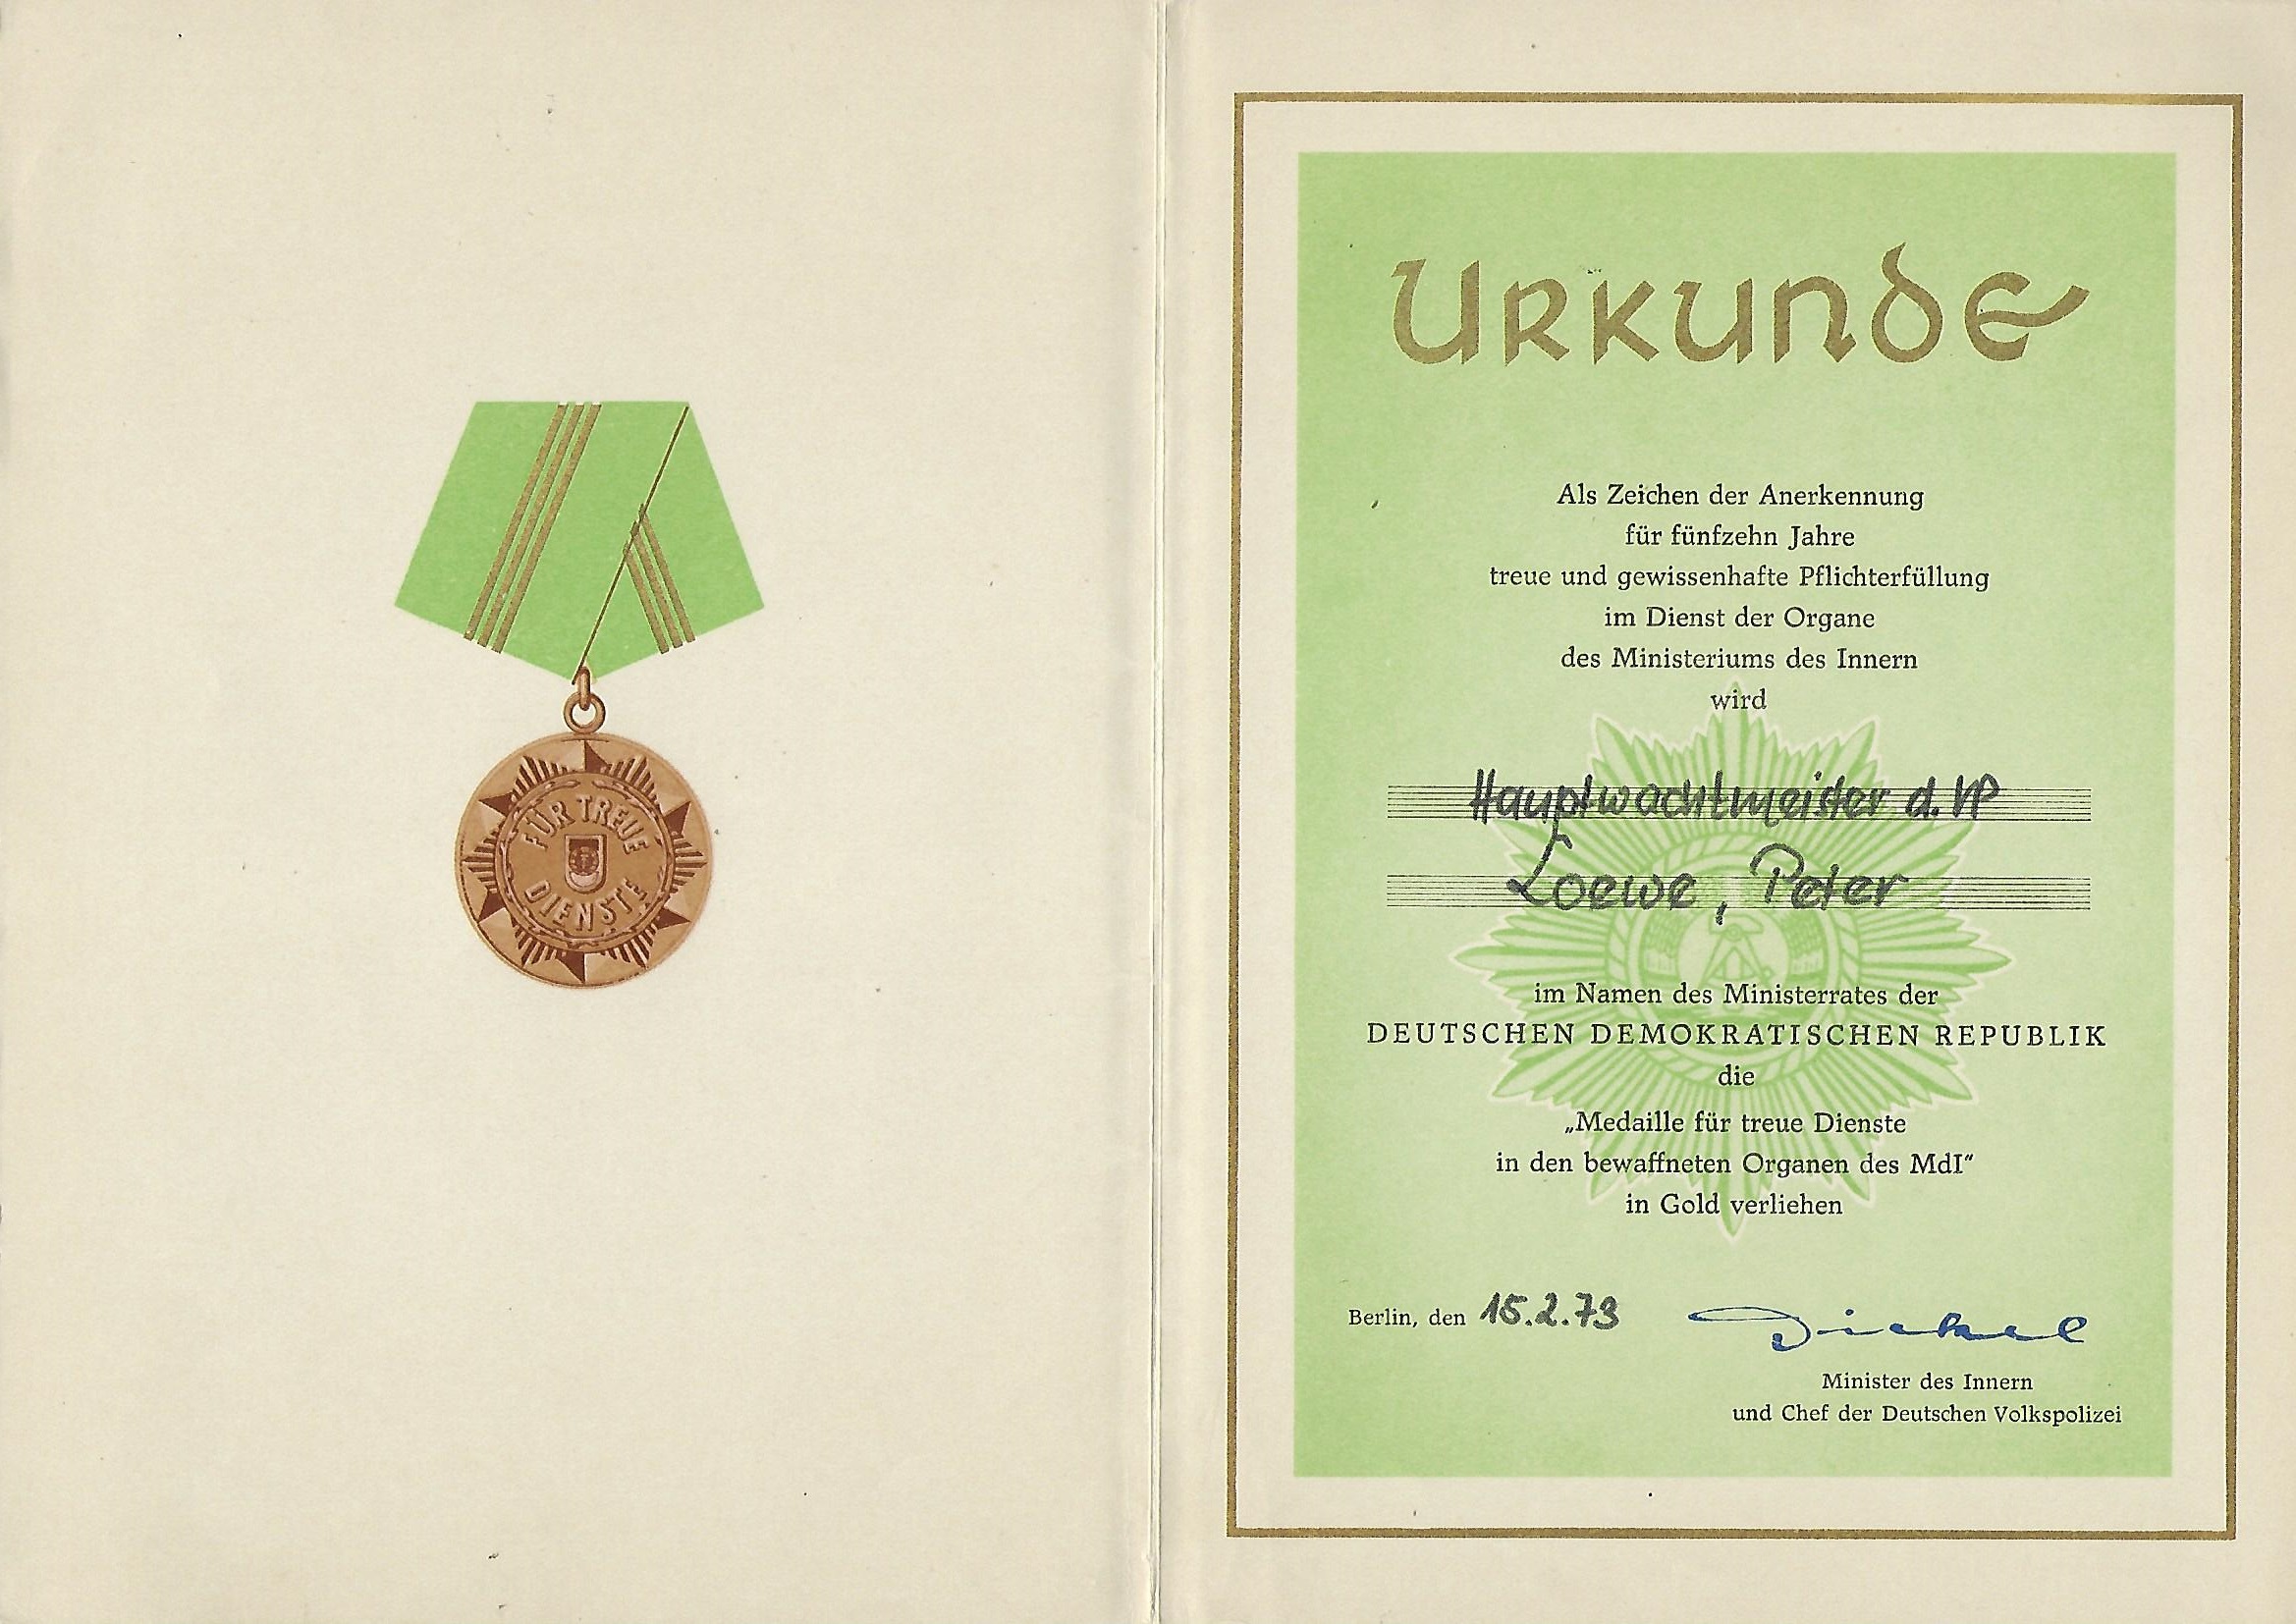 FÜR TREUE
DIENSTE
Urkunde
Als Zeichen der Anerkennung
für fünfzehn Jahre
treue und gewissenhafte Pflichterfüllung
im Dienst der Organe
des Ministeriums des Innern
wird
Hauptwachtmeister d. VP
Loewe, Peter
im Namen des Ministerrates der
DEUTSCHEN DEMOKRATISCHEN REPUBLIK
die
„Medaille für treue Dienste
in den bewaffneten Organen des MdI“
in Gold verliehen
Berlin, den 15.2.73
Dickel
Minister des Innern
und Chef der Deutschen Volkspolizei